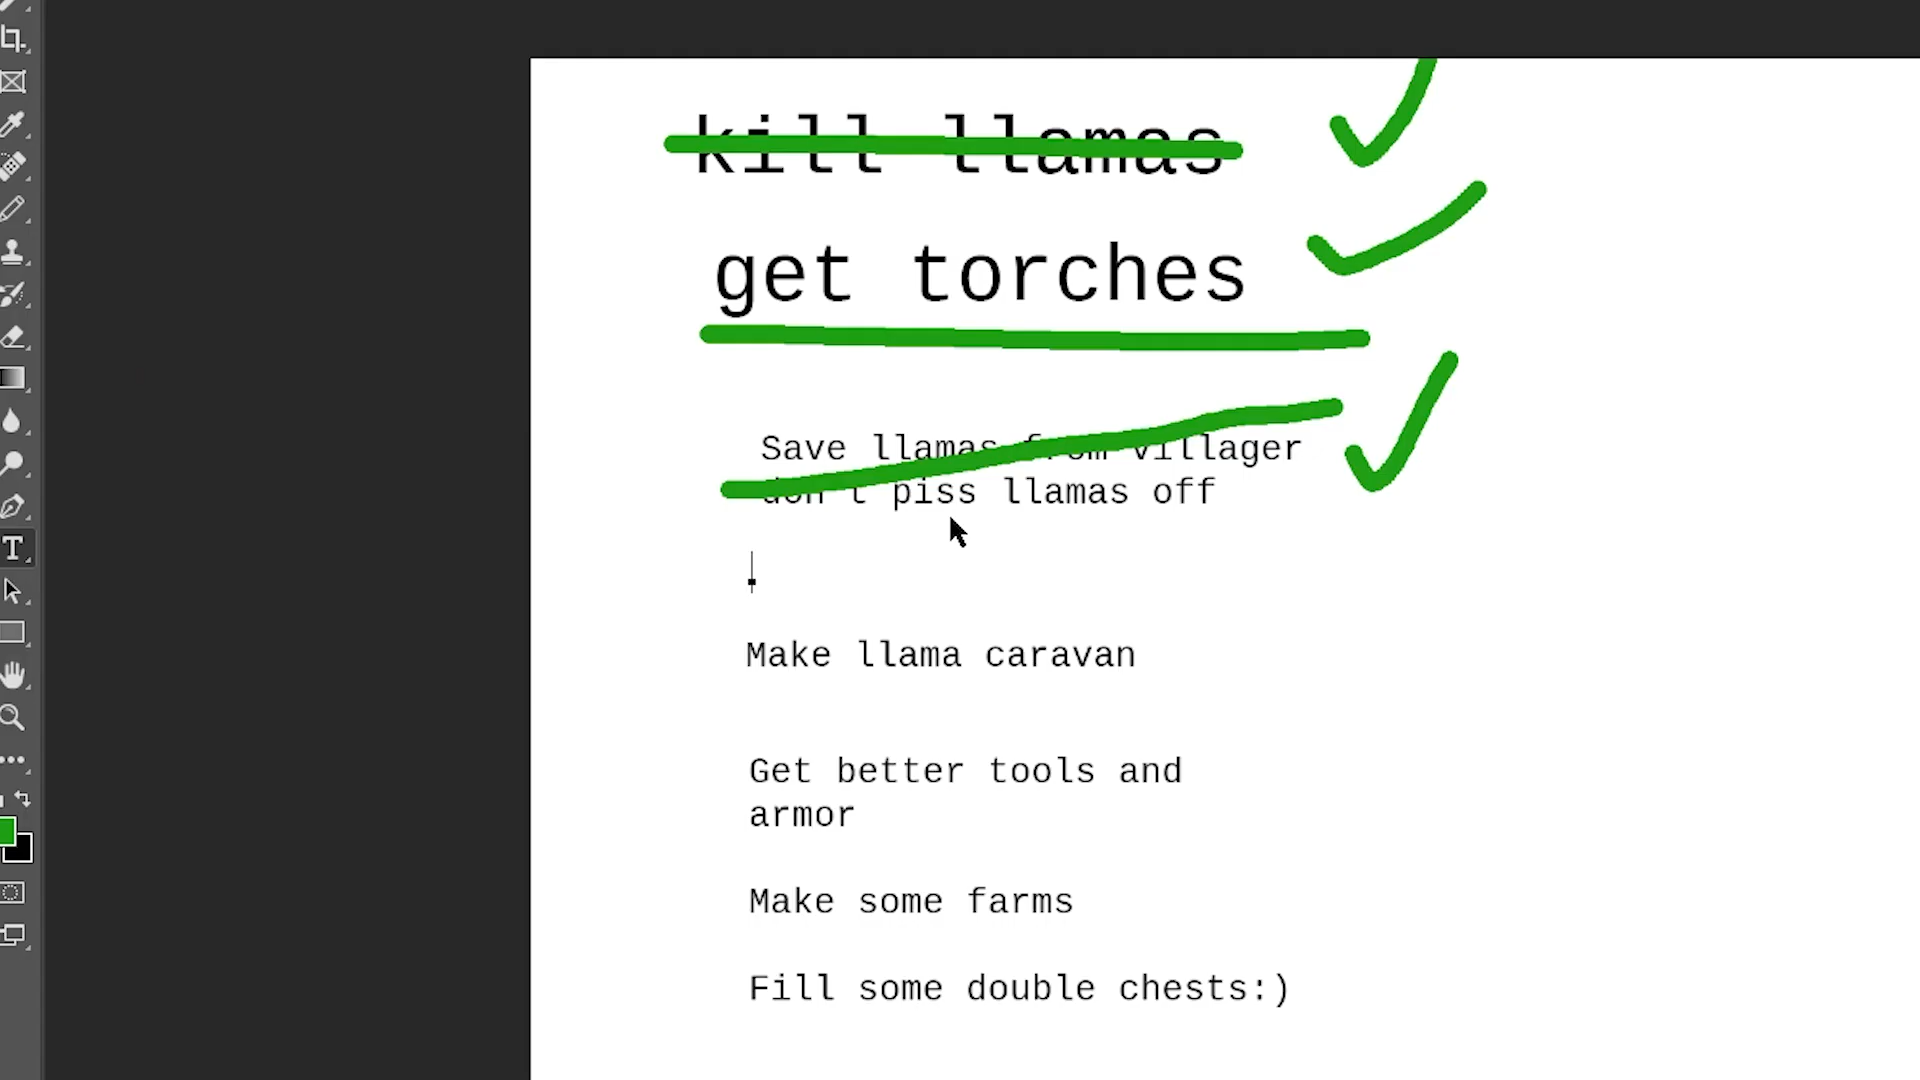 kill llamas
get torches
Save llamas from villager
don't piss llamas off
Make llama caravan
Get better tools and
armor
Make some farms
Fill some double chests:)